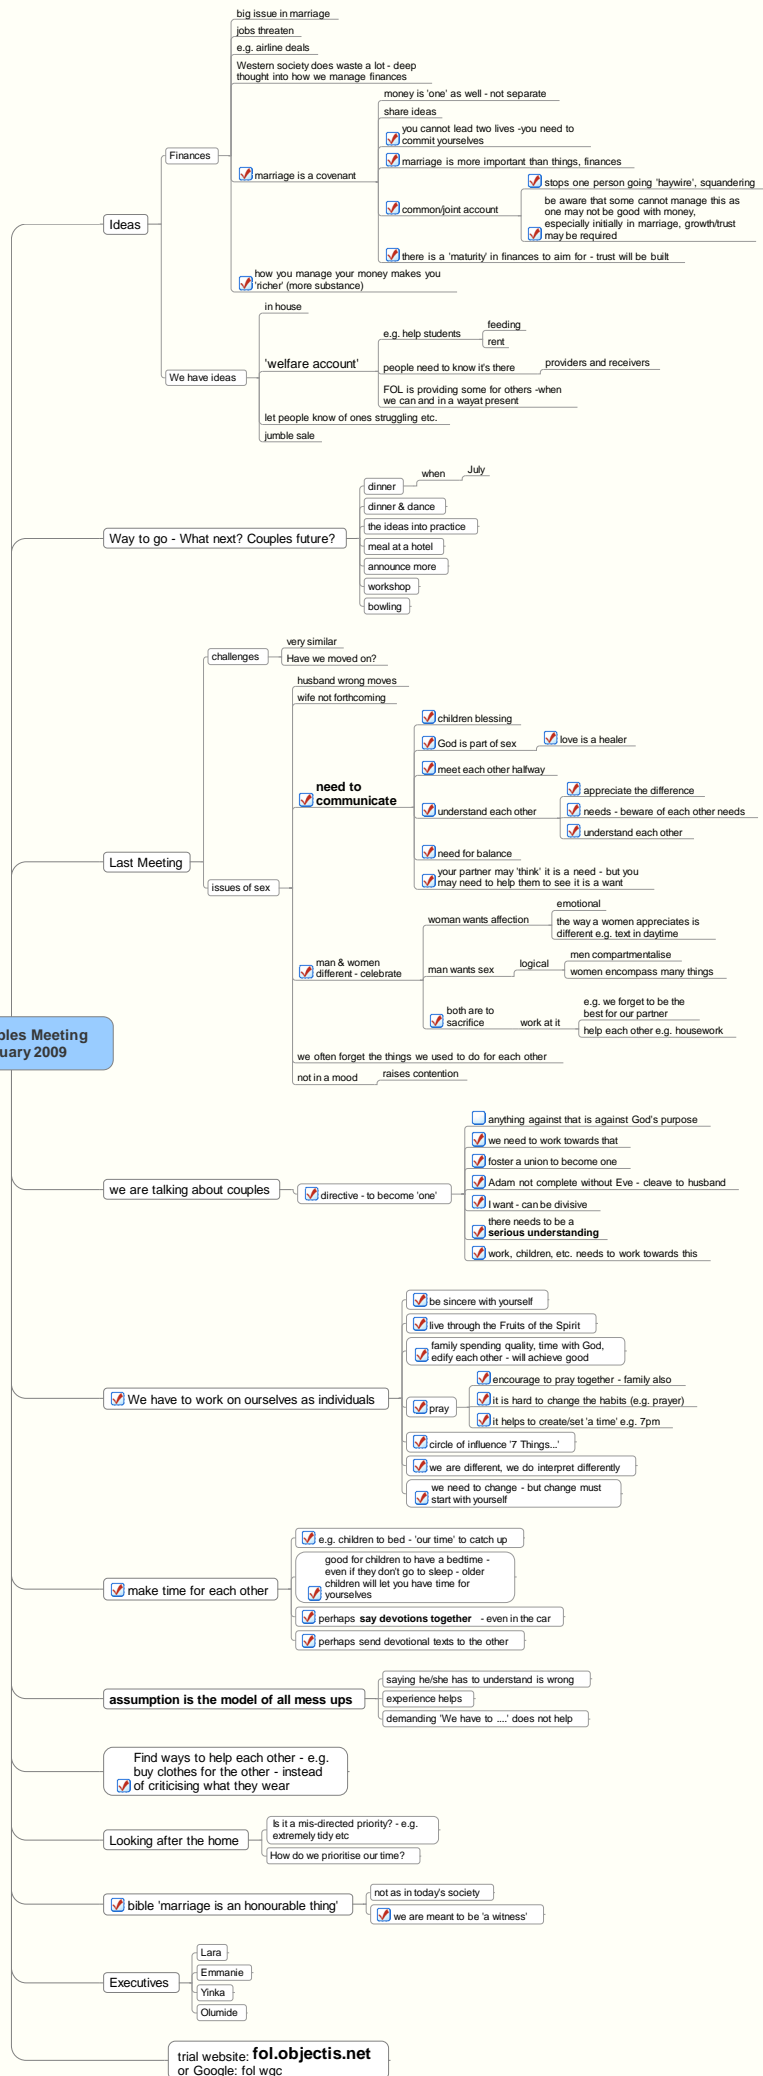 big issue in marriage
jobs threaten
e.g. airline deals
Western society does waste a lot - deep
thought into how we manage finances
Finances
money is 'one' as well - not separate
share ideas
you cannot lead two lives -you need to
commit yourselves
marriage is more important than things, finances
marriage is a covenant
stops one person going 'haywire', squandering
common/joint account
be aware that some cannot manage this as
one may not be good with money,
especially initially in marriage, growth/trust
may be required
there is a 'maturity' in finances to aim for - trust will be built
how you manage your money makes you
'richer' (more substance)
Ideas
in house
We have ideas
'welfare account'
e.g. help students
feeding
rent
people need to know it's there
providers and receivers
FOL is providing some for others -when
we can and in a wayat present
let people know of ones struggling etc.
jumble sale
Way to go - What next? Couples future?
dinner
when
July
dinner & dance
the ideas into practice
meal at a hotel
announce more
workshop
bowling
Last Meeting
challenges
very similar
Have we moved on?
issues of sex
husband wrong moves
wife not forthcoming
need to
communicate
children blessing
God is part of sex
love is a healer
meet each other halfway
understand each other
appreciate the difference
needs - beware of each other needs
understand each other
need for balance
your partner may 'think' it is a need - but you
may need to help them to see it is a want
man & women
different - celebrate
woman wants affection
emotional
the way a women appreciates is
different e.g. text in daytime
man wants sex
logical
men compartmentalise
women encompass many things
both are to
sacrifice
work at it
e.g. we forget to be the
best for our partner
help each other e.g. housework
we often forget the things we used to do for each other
not in a mood
raises contention
ples Meeting
uary 2009
we are talking about couples
directive - to become 'one'
anything against that is against God's purpose
we need to work towards that
foster a union to become one
Adam not complete without Eve - cleave to husband
I want - can be divisive
there needs to be a
serious understanding
work, children, etc. needs to work towards this
We have to work on ourselves as individuals
be sincere with yourself
live through the Fruits of the Spirit
family spending quality, time with God,
edify each other - will achieve good
pray
encourage to pray together - family also
it is hard to change the habits (e.g. prayer)
it helps to create/set 'a time' e.g. 7pm
circle of influence '7 Things...'
we are different, we do interpret differently
we need to change - but change must
start with yourself
make time for each other
e.g. children to bed - 'our time' to catch up
good for children to have a bedtime -
even if they don't go to sleep - older
children will let you have time for
yourselves
perhaps say devotions together - even in the car
perhaps send devotional texts to the other
assumption is the model of all mess ups
saying he/she has to understand is wrong
experience helps
demanding 'We have to ....' does not help
Find ways to help each other - e.g.
buy clothes for the other - instead
of criticising what they wear
Looking after the home
Is it a mis-directed priority? - e.g.
extremely tidy etc
How do we prioritise our time?
bible 'marriage is an honourable thing'
not as in today's society
we are meant to be 'a witness'
Executives
Lara
Emmanie
Yinka
Olumide
trial website: fol.objectis.net
or Google: fol wgc